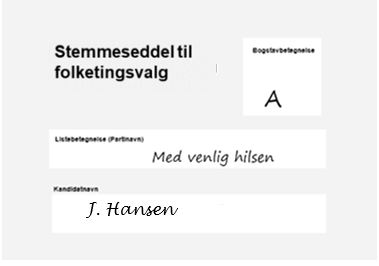 Stemmeseddel til
folketingsvalg
Bogstavbetegnelse
A
Listebetegnelse (Partinavn)
Med venlig hilsen
Kandidatnavn
J. Hansen